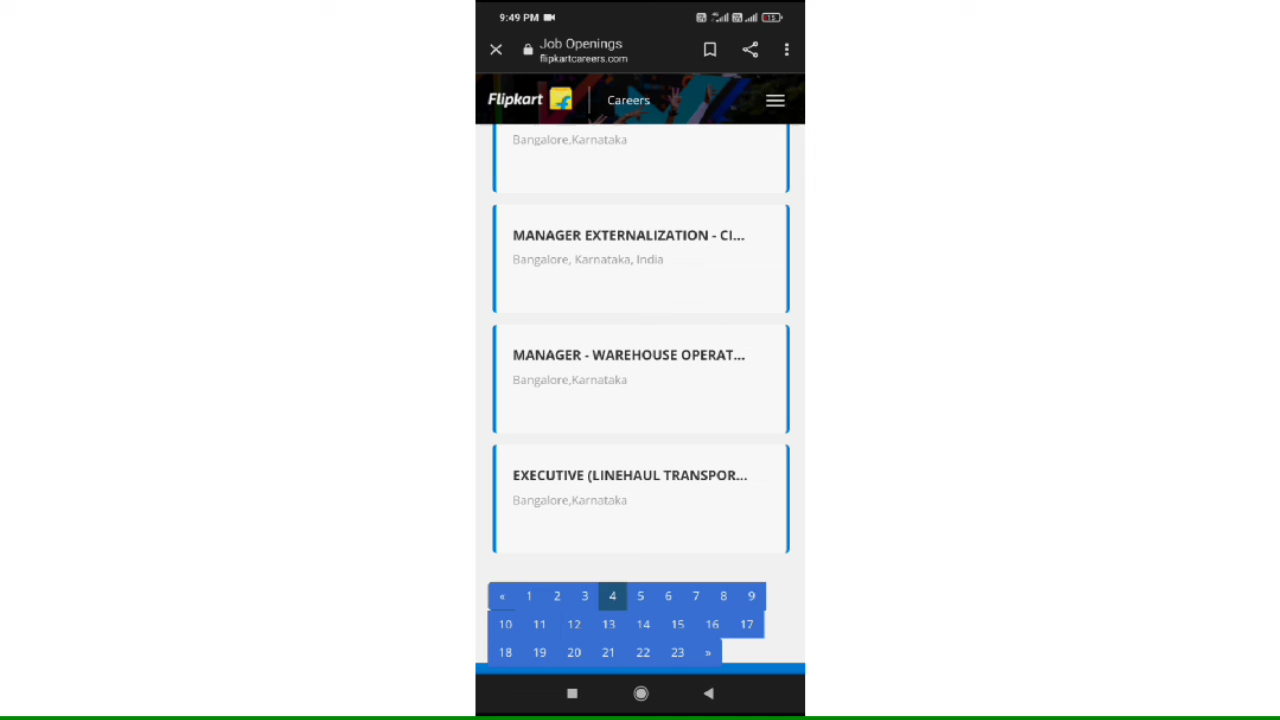 9:49 PM
15
Job Openings
flipkartcareers.com
Flipkart
Careers
Bangalore,Karnataka
MANAGER EXTERNALIZATION - CI...
Bangalore, Karnataka, India
MANAGER - WAREHOUSE OPERAT...
Bangalore,Karnataka
EXECUTIVE (LINEHAUL TRANSPOR...
Bangalore,Karnataka
« 1 2 3 4 5 6 7 8 9
10 11 12 13 14 15 16 17
18 19 20 21 22 23 »